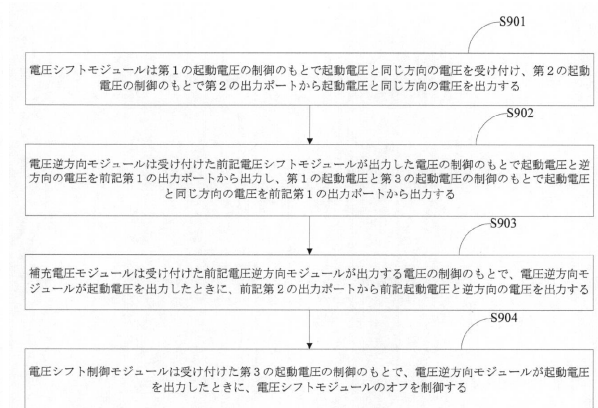 S901
電圧シフトモジュールは第1の起動電圧の制御のもとで起動電圧と同じ方向の電圧を受け付け、第2の起動
電圧の制御のもとで第2の出力ポートから起動電圧と同じ方向の電圧を出力する
S902
電圧逆方向モジュールは受け付けた前記電圧シフトモジュールが出力した電圧の制御のもとで起動電圧と逆
方向の電圧を前記第1の出力ポートから出力し、第1の起動電圧と第3の起動電圧の制御のもとで起動電圧
と同じ方向の電圧を前記第1の出力ポートから出力する
S903
補充電圧モジュールは受け付けた前記電圧逆方向モジュールが出力する電圧の制御のもとで、電圧逆方向モ
ジュールが起動電圧を出力したときに、前記第2の出力ポートから前記起動電圧と逆方向の電圧を出力する
S904
電圧シフト制御モジュールは受け付けた第3の起動電圧の制御のもとで、電圧逆方向モジュールが起動電圧
を出力したときに、電圧シフトモジュールのオフを制御する